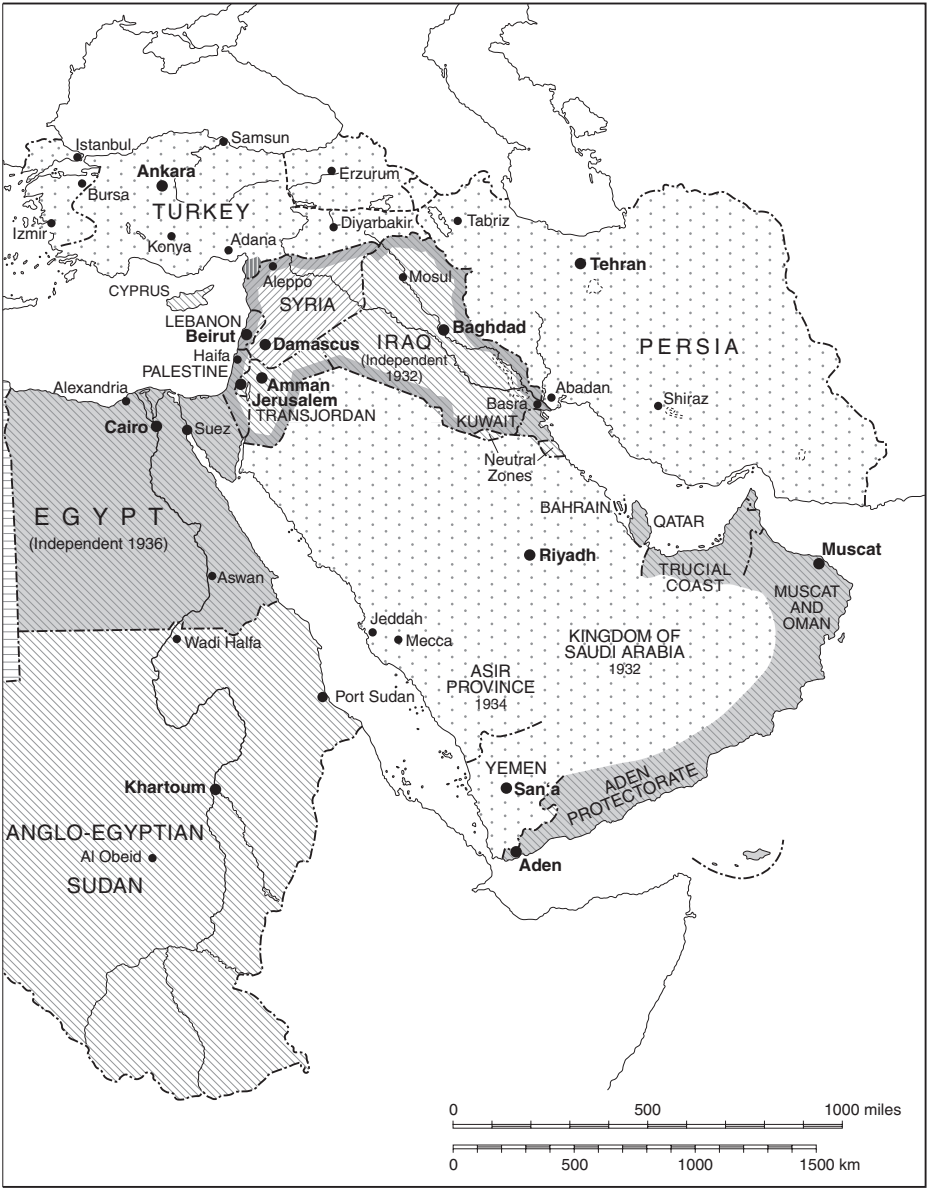 Istanbul
Samsun
Ankara
Erzurum
Bursa
TURKEY
Diyarbakir
Tabriz
Izmir
Konya
Adana
Tehran
Aleppo
Mosul
CYPRUS
SYRIA
LEBANON
Beirut
Baghdad
Damascus
IRAQ
(Independent
1932)
PERSIA
Haifa
PALESTINE
Amman
Jerusalem
TRANSJORDAN
Alexandria
Abadan
Basra
Shiraz
Cairo
Suez
KUWAIT
Neutral
Zones
EGYPT
(Independent 1936)
BAHRAIN
QATAR
Riyadh
Muscat
TRUCIAL
COAST
Aswan
MUSCAT
AND
OMAN
Jeddah
Mecca
Wadi Halfa
KINGDOM OF
SAUDI ARABIA
1932
ASIR
PROVINCE
1934
Port Sudan
YEMEN
San'a
ADEN
PROTECTORATE
Khartoum
ANGLO-EGYPTIAN
Al Obeid
SUDAN
Aden
0 500 1000 miles
0 500 1000 1500 km